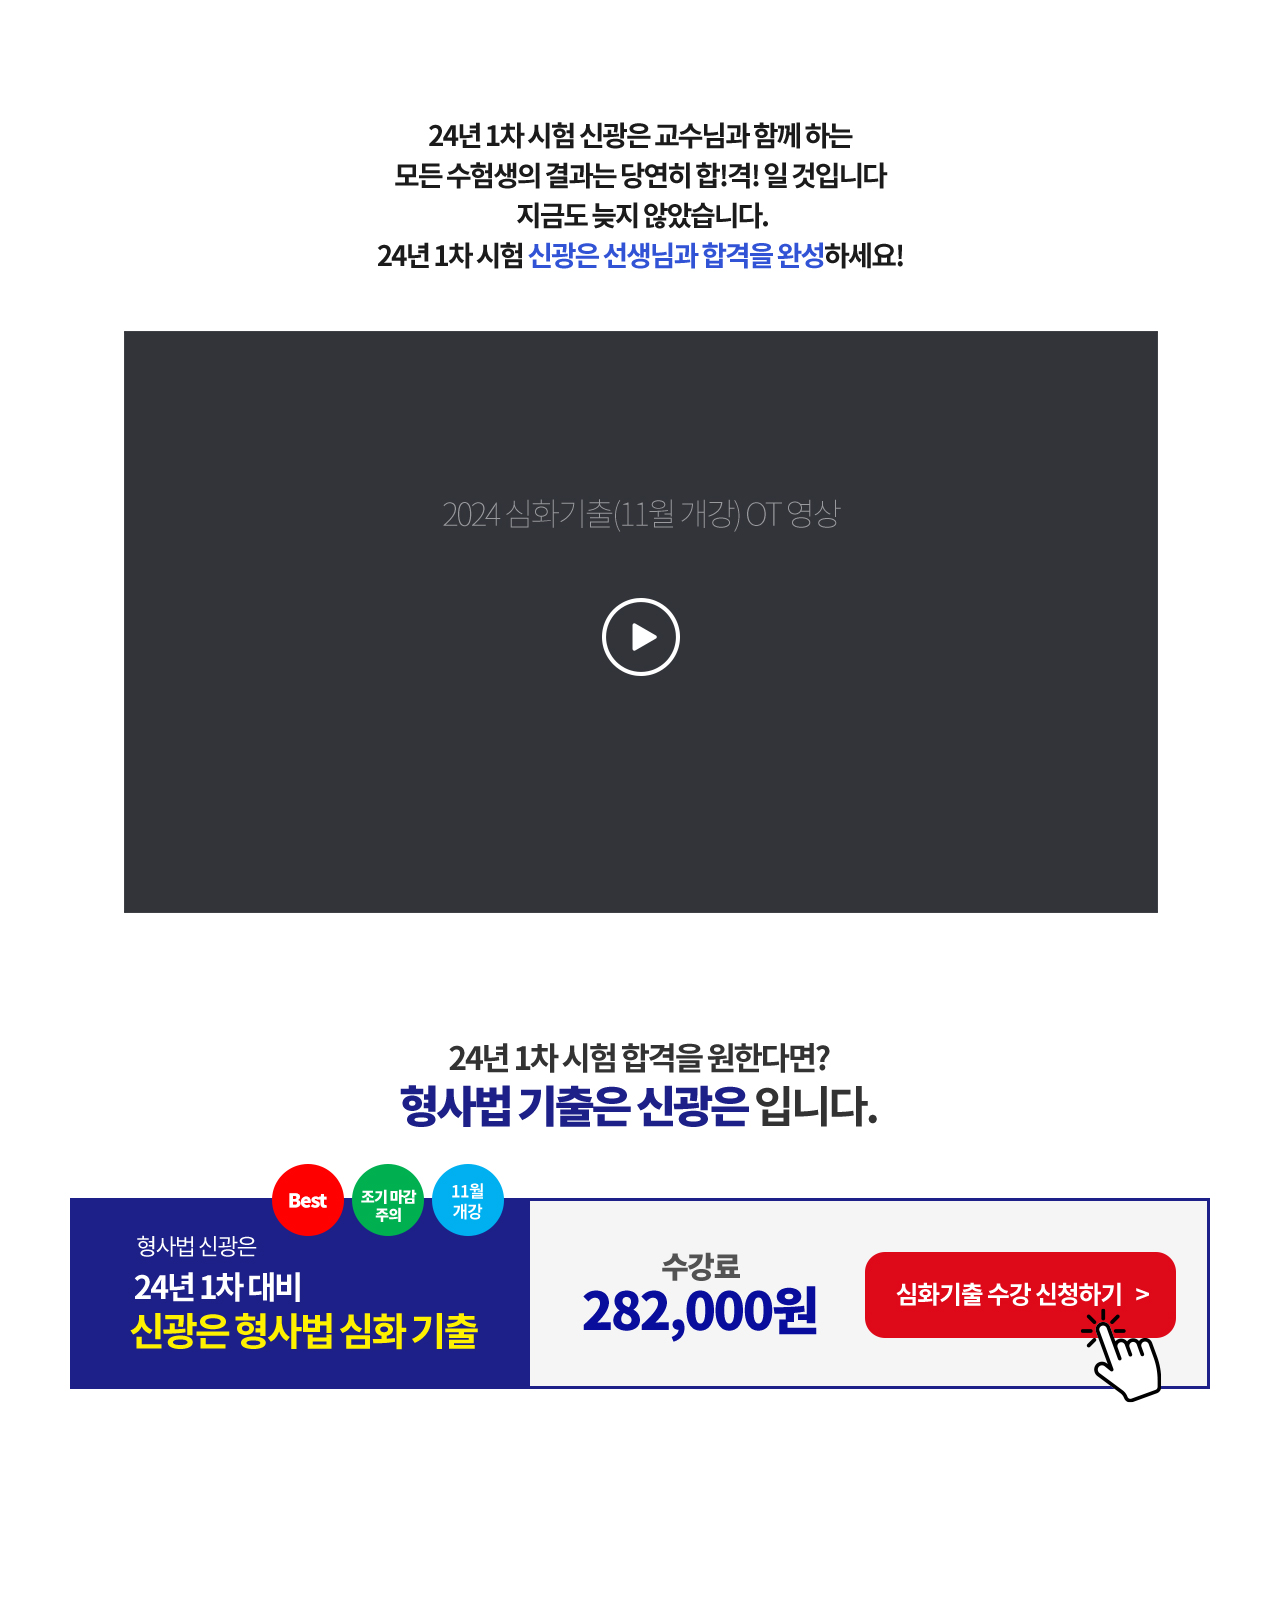 24년 1차 시험 신광은 교수님과 함께 하는
모든 수험생의 결과는 당연히 합!격! 일 것입니다
지금도 늦지 않았습니다.
24년 1차 시험 신광은 선생님과 합격을 완성하세요!
2024 심화기출(11월 개강) OT 영상
24년 1차 시험 합격을 원한다면?
형사법 기출은 신광은 입니다.
Best
조기 마감
주의
11월
개강
형사법 신광은
24년 1차 대비
신광은 형사법 심화 기출
수강료
282,000원
심화기출 수강 신청하기 >